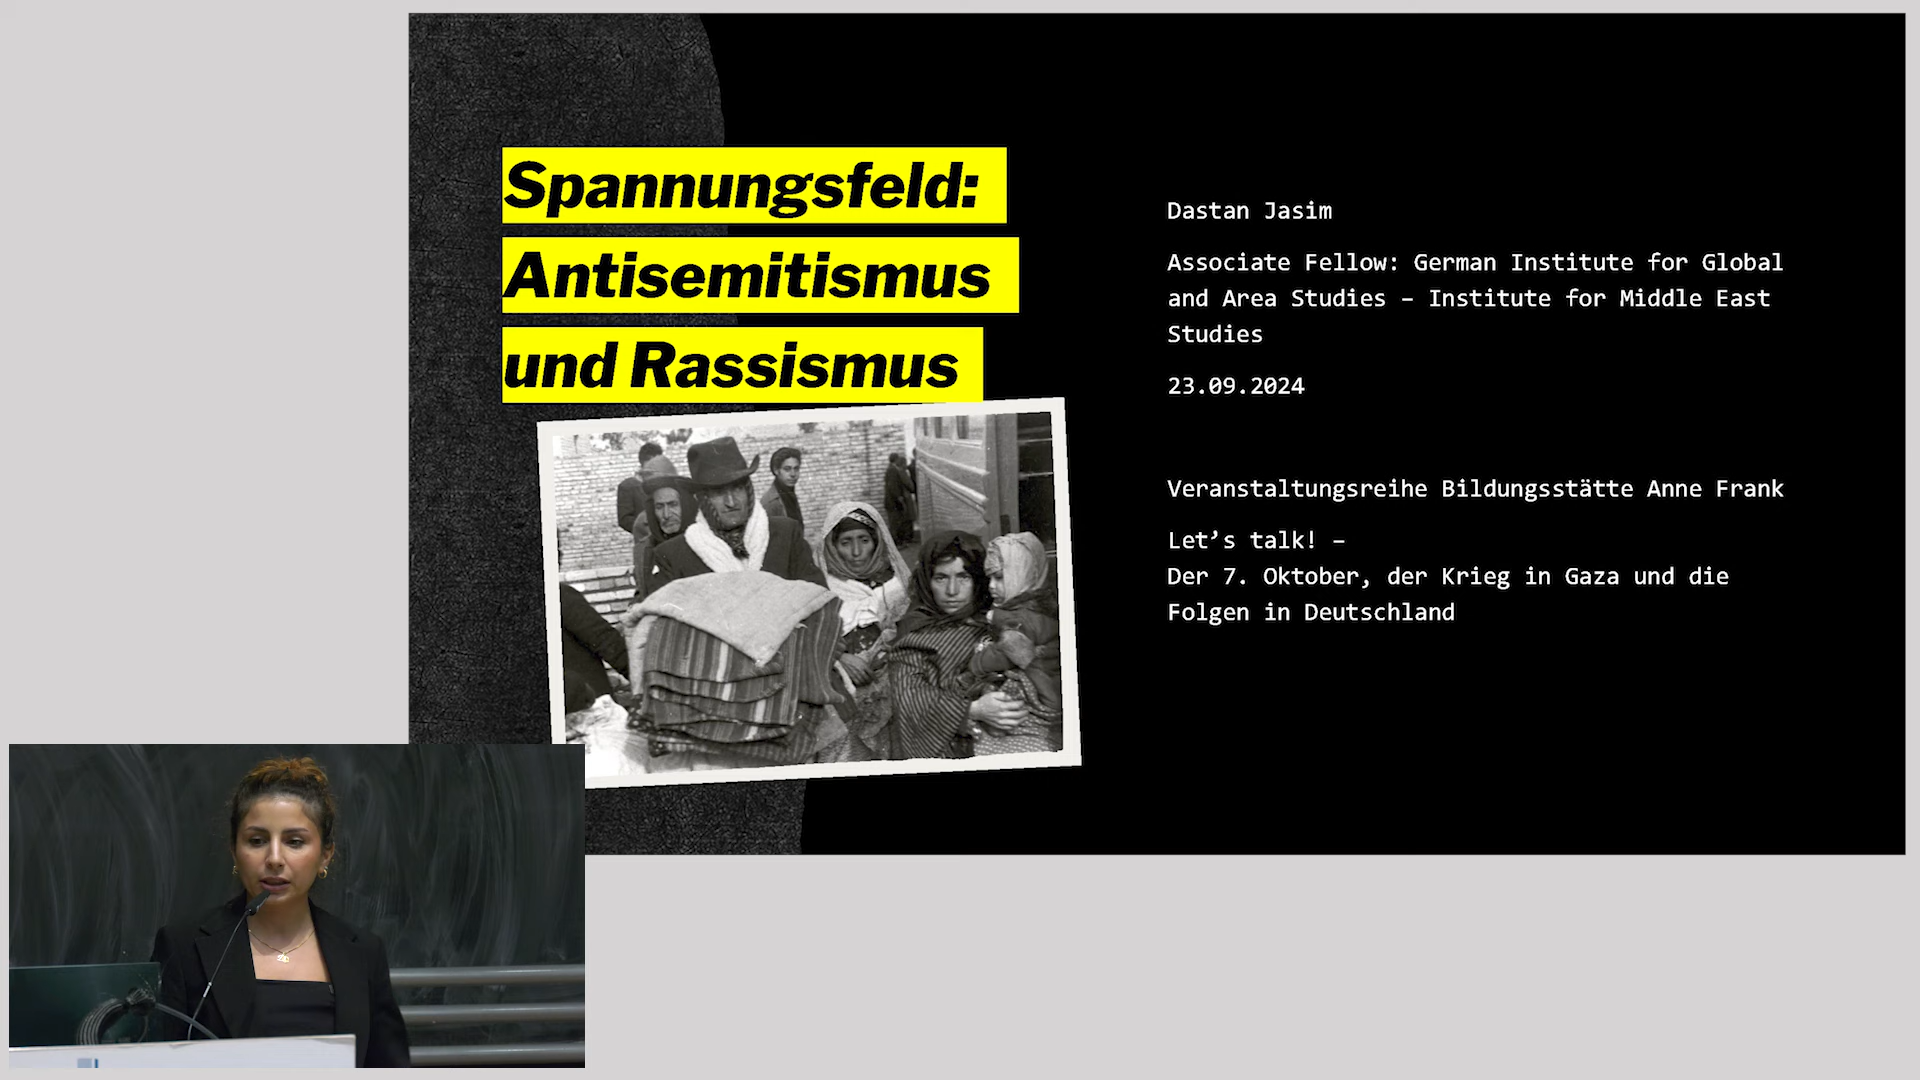 Spannungsfeld:
Antisemitismus
und Rassismus
Dastan Jasim
Associate Fellow: German Institute for Global
and Area Studies – Institute for Middle East
Studies
23.09.2024
Veranstaltungsreihe Bildungsstätte Anne Frank
Let’s talk! –
Der 7. Oktober, der Krieg in Gaza und die
Folgen in Deutschland